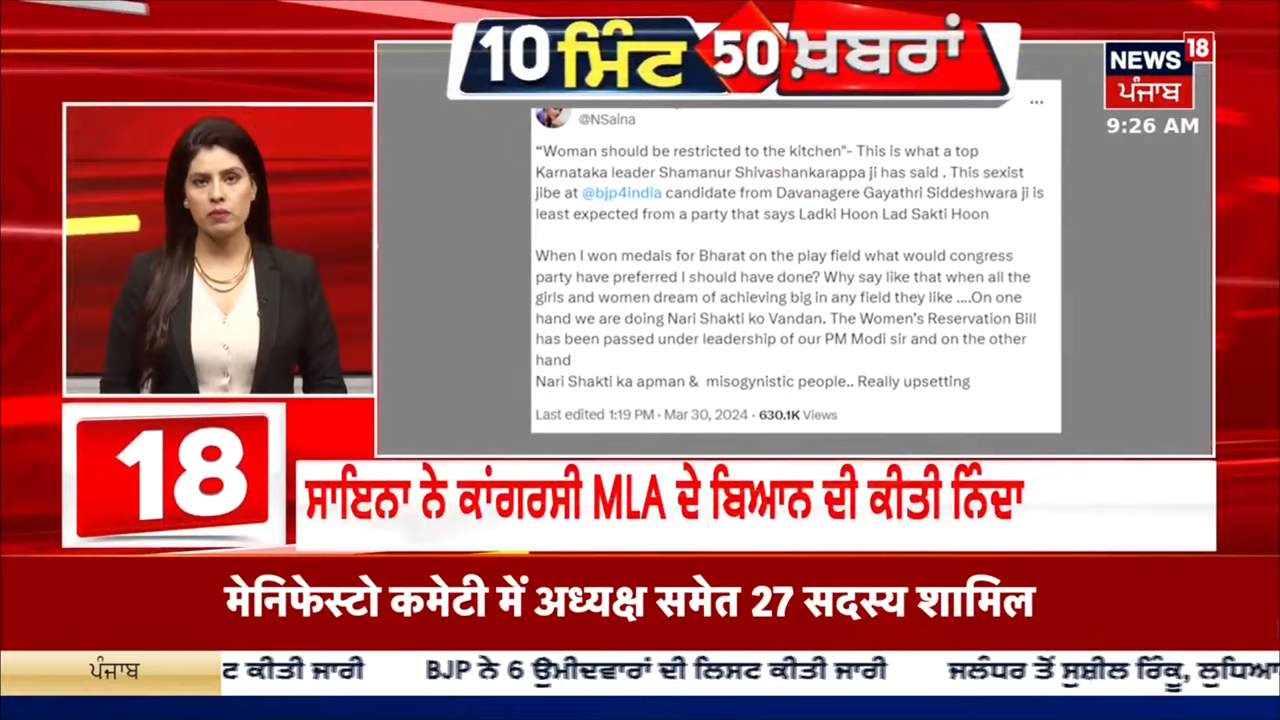 10 ਮਿੰਟ 50 ਖ਼ਬਰਾਂ
NEWS 18
ਪੰਜਾਬ
9:26 AM
@NSaina
“Woman should be restricted to the kitchen”- This is what a top
Karnataka leader Shamanur Shivashankarappa ji has said . This sexist
jibe at @bjp4india candidate from Davanagere Gayathri Siddeshwara ji is
least expected from a party that says Ladki Hoon Lad Sakti Hoon
When I won medals for Bharat on the play field what would congress
party have preferred I should have done? Why say like that when all the
girls and women dream of achieving big in any field they like ....On one
hand we are doing Nari Shakti ko Vandan. The Women’s Reservation Bill
has been passed under leadership of our PM Modi sir and on the other
hand
Nari Shakti ka apman & misogynistic people.. Really upsetting
Last edited 1:19 PM · Mar 30, 2024 · 630.1K Views
18
ਸਾਇਨਾ ਨੇ ਕਾਂਗਰਸੀ MLA ਦੇ ਬਿਆਨ ਦੀ ਕੀਤੀ ਨਿੰਦਾ
मेनिफेस्टो कमेटी में अध्यक्ष समेत 27 सदस्य शामिल
ਪੰਜਾਬ
ਟ ਕੀਤੀ ਜਾਰੀ BJP ਨੇ 6 ਉਮੀਦਵਾਰਾਂ ਦੀ ਲਿਸਟ ਕੀਤੀ ਜਾਰੀ ਜਲੰਧਰ ਤੋਂ ਸੁਸ਼ੀਲ ਰਿੰਕੂ, ਲੁਧਿਆ